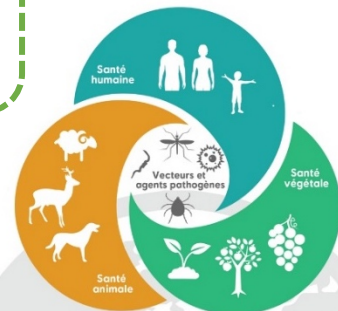 Santé
humaine
Vecteurs et
agents pathogènes
Santé
végétale
Santé
animale